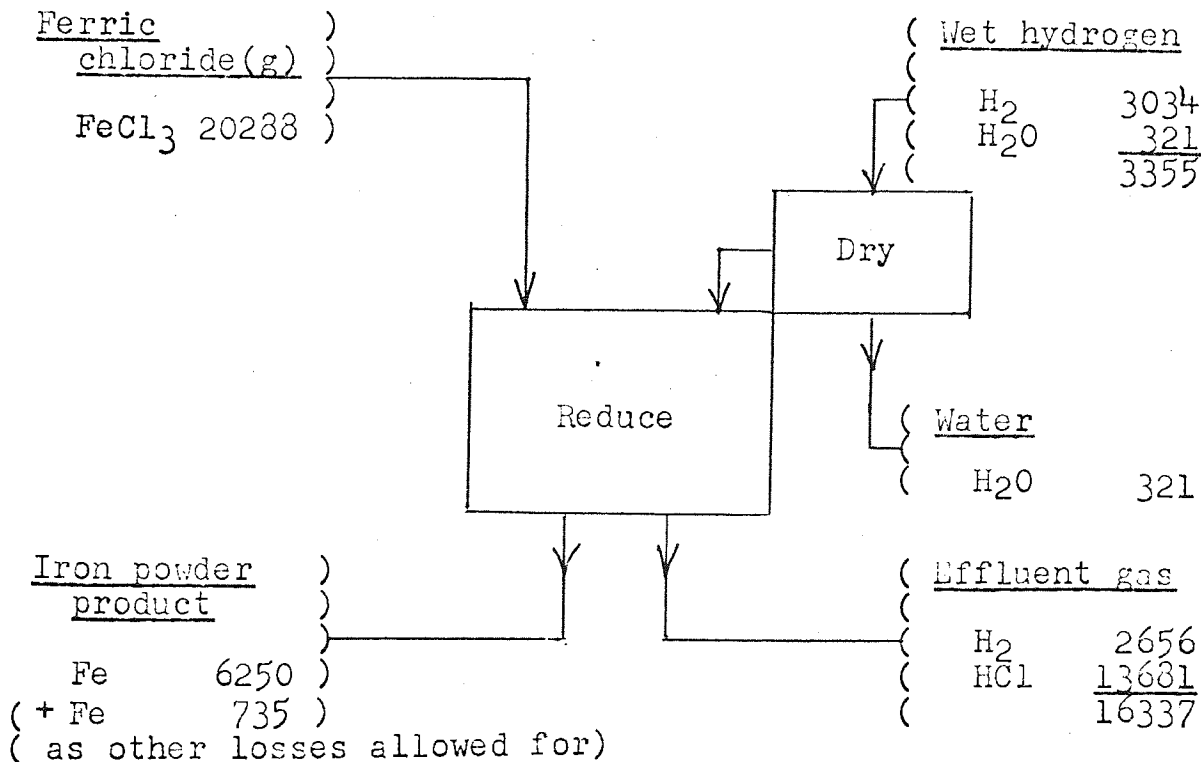 Ferric
chloride(g)
FeCl3 20288
Wet hydrogen
H2 3034
H2O 321
3355
Dry
Reduce
Water
H2O 321
Iron powder
product
Fe 6250
( + Fe 735 )
( as other losses allowed for)
Effluent gas
H2 2656
HCl 13681
16337